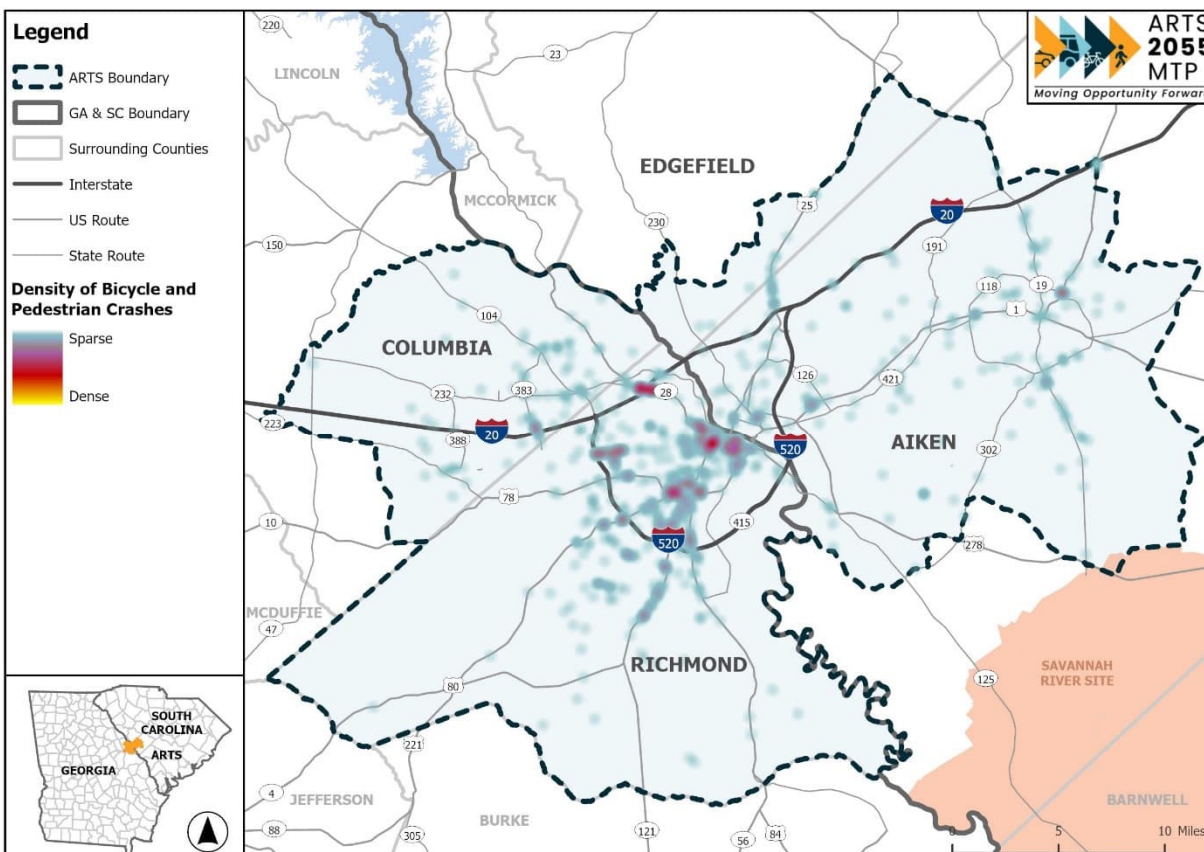 Legend
ARTS Boundary
GA & SC Boundary
Surrounding Counties
Interstate
US Route
State Route
Density of Bicycle and
Pedestrian Crashes
Sparse
Dense
SOUTH
CAROLINA
ARTS
GEORGIA
ARTS
2055
MTP
Moving Opportunity Forward
220
LINCOLN
23
EDGEFIELD
MCCORMICK
25
20
230
191
150
118
19
1
104
COLUMBIA
126
421
232
383
28
223
20
388
520
AIKEN
302
78
10
415
520
278
MCDUFFIE
47
RICHMOND
SAVANNAH
RIVER SITE
125
80
221
4
JEFFERSON
BURKE
BARNWELL
88
305
121
56
84
0
5
10 Miles